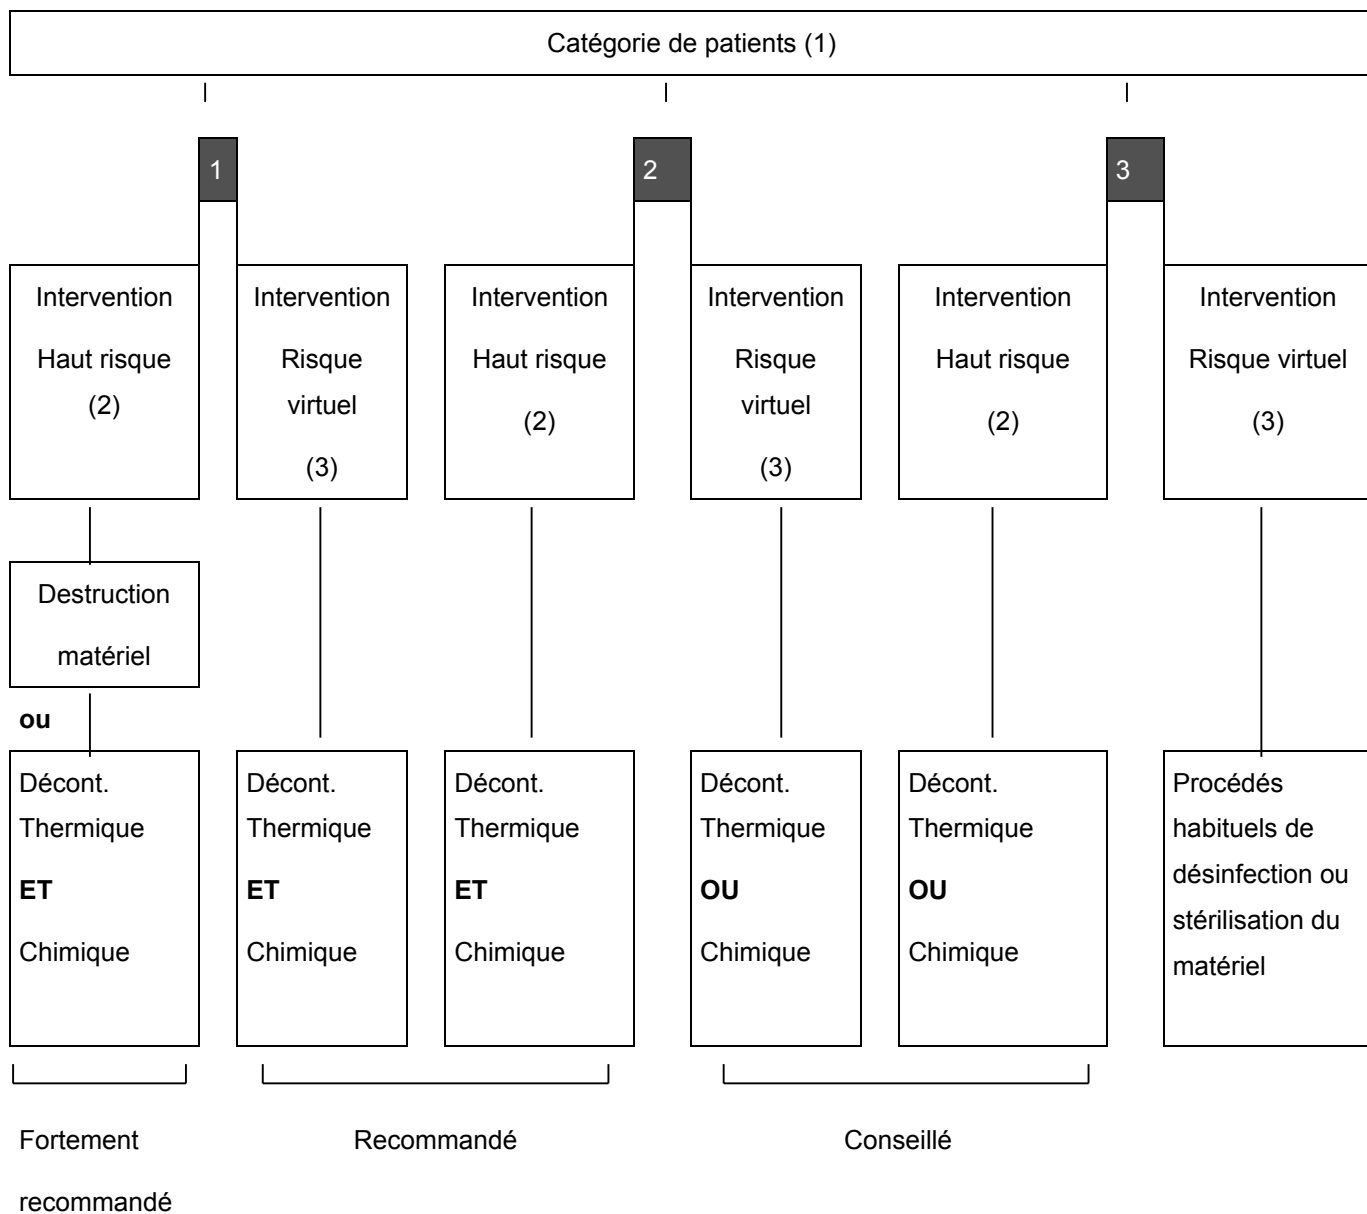 Catégorie de patients (1)
1
2
3
Intervention
Haut risque
(2)
Intervention
Risque
virtuel
(3)
Intervention
Haut risque
(2)
Intervention
Risque
virtuel
(3)
Intervention
Haut risque
(2)
Intervention
Risque virtuel
(3)
Destruction
matériel
ou
Décont.
Thermique
ET
Chimique
Décont.
Thermique
ET
Chimique
Décont.
Thermique
ET
Chimique
Décont.
Thermique
OU
Chimique
Décont.
Thermique
OU
Chimique
Procédés
habituels de
désinfection ou
stérilisation du
matériel
Fortement
recommandé
Recommandé
Conseillé